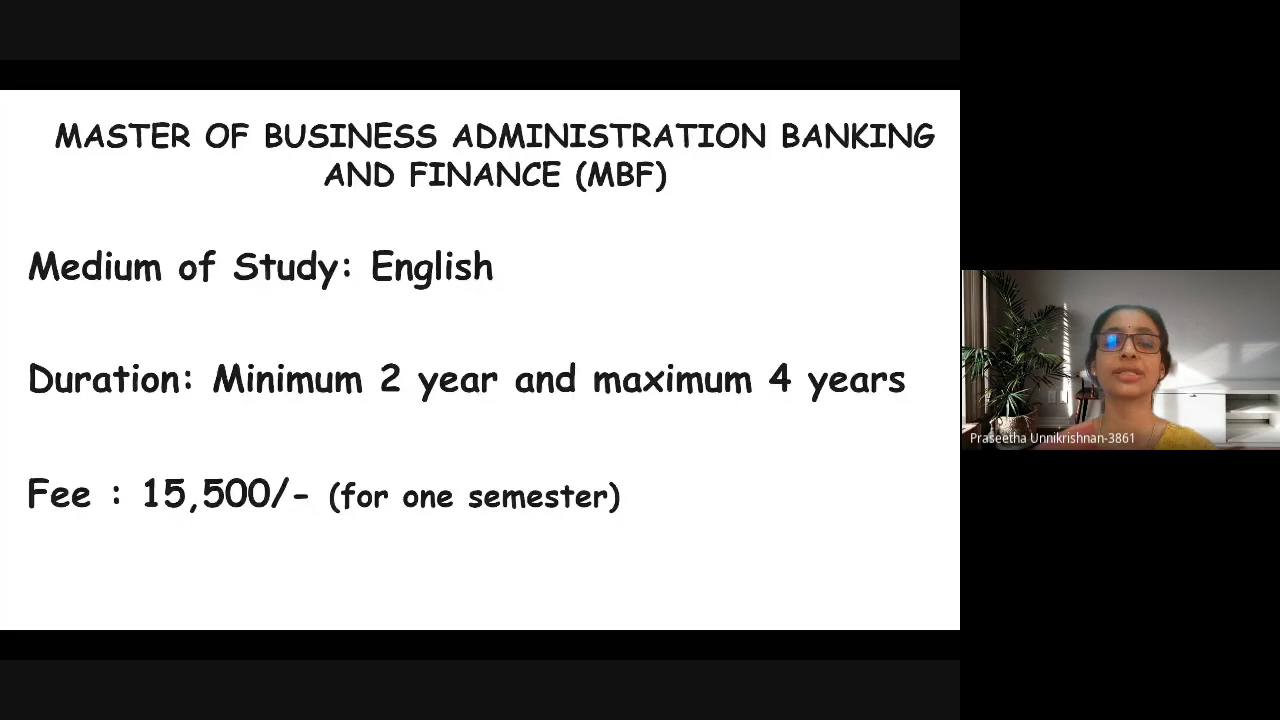 MASTER OF BUSINESS ADMINISTRATION BANKING
AND FINANCE (MBF)
Medium of Study: English
Duration: Minimum 2 year and maximum 4 years
Fee : 15,500/- (for one semester)
Praseetha Unnikrishnan-3861